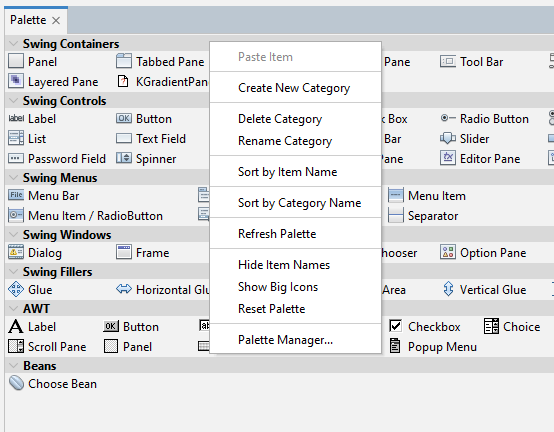 Palette
Swing Containers
Panel Tabbed Pane Pane Tool Bar
Layered Pane KGradientPan
Swing Controls
Label Button Box Radio Button
List Text Field Bar Slider
Password Field Spinner Pane Editor Pane
Swing Menus
Menu Bar Menu Item
Menu Item / RadioButton Separator
Swing Windows
Dialog Frame hooser Option Pane
Swing Fillers
Glue Horizontal Glu Area Vertical Glue
AWT
Label Button Checkbox Choice
Scroll Pane Panel Popup Menu
Beans
Choose Bean
Paste Item
Create New Category
Delete Category
Rename Category
Sort by Item Name
Sort by Category Name
Refresh Palette
Hide Item Names
Show Big Icons
Reset Palette
Palette Manager...